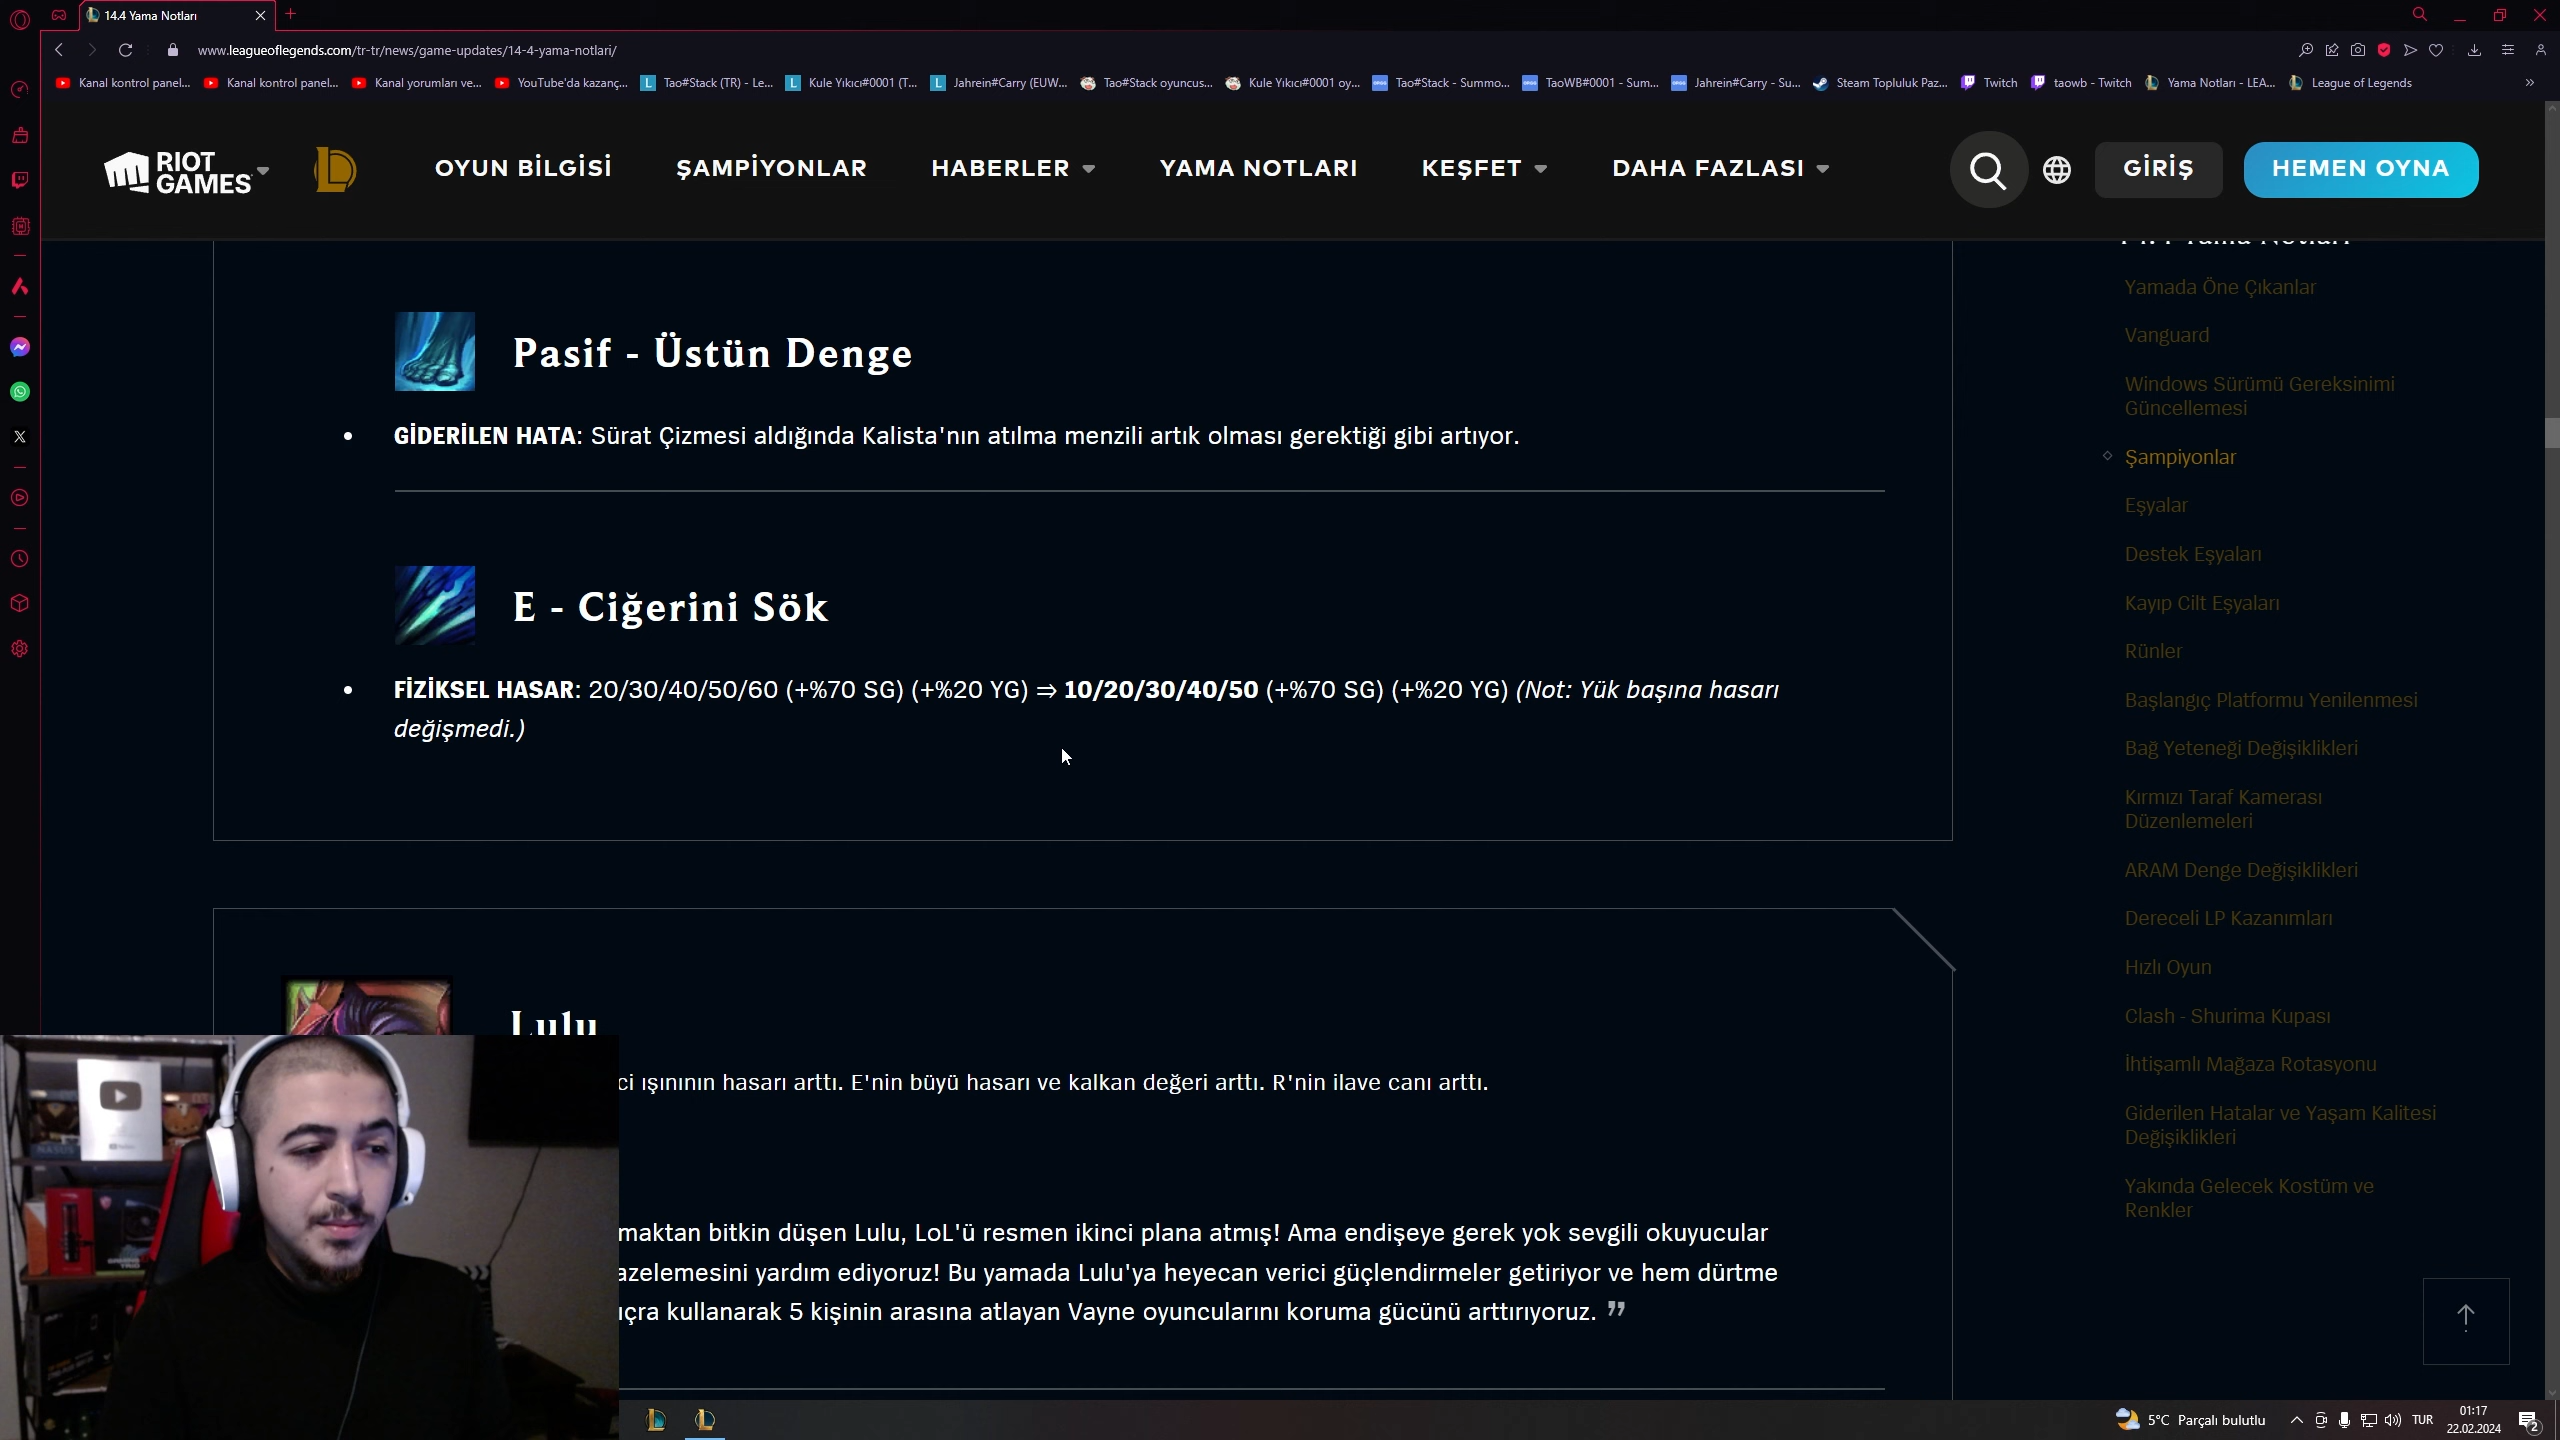 14.4 Yama Notları
www.leagueoflegends.com/tr-tr/news/game-updates/14-4-yama-notlari/
Kanal kontrol panel...
Kanal kontrol panel...
Kanal yorumları ve...
YouTube'da kazanç...
Tao#Stack (TR) - Le...
Kule Yıkıcı#0001 (T...
Jahrein#Carry (EUW...
Tao#Stack oyuncus...
Kule Yıkıcı#0001 oy...
Tao#Stack - Summo...
TaoWB#0001 - Sum...
Jahrein#Carry - Su...
Steam Topluluk Paz...
Twitch
taowb - Twitch
Yama Notları - LEA...
League of Legends
RIOT
GAMES
OYUN BİLGİSİ
ŞAMPİYONLAR
HABERLER
YAMA NOTLARI
KEŞFET
DAHA FAZLASI
GİRİŞ
HEMEN OYNA
Pasif - Üstün Denge
GİDERİLEN HATA: Sürat Çizmesi aldığında Kalista'nın atılma menzili artık olması gerektiği gibi artıyor.
E - Ciğerini Sök
FİZİKSEL HASAR: 20/30/40/50/60 (+%70 SG) (+%20 YG) ⇒ 10/20/30/40/50 (+%70 SG) (+%20 YG) (Not: Yük başına hasarı
değişmedi.)
Lulu
ci ışınının hasarı arttı. E'nin büyü hasarı ve kalkan değeri arttı. R'nin ilave canı arttı.
maktan bitkin düşen Lulu, LoL'ü resmen ikinci plana atmış! Ama endişeye gerek yok sevgili okuyucular
azelemesini yardım ediyoruz! Bu yamada Lulu'ya heyecan verici güçlendirmeler getiriyor ve hem dürtme
ıçra kullanarak 5 kişinin arasına atlayan Vayne oyuncularını koruma gücünü arttırıyoruz. ”
14.4 Yama Notları
Yamada Öne Çıkanlar
Vanguard
Windows Sürümü Gereksinimi
Güncellemesi
Şampiyonlar
Eşyalar
Destek Eşyaları
Kayıp Cilt Eşyaları
Rünler
Başlangıç Platformu Yenilenmesi
Bağ Yeteneği Değişiklikleri
Kırmızı Taraf Kamerası
Düzenlemeleri
ARAM Denge Değişiklikleri
Dereceli LP Kazanımları
Hızlı Oyun
Clash - Shurima Kupası
İhtişamlı Mağaza Rotasyonu
Giderilen Hatalar ve Yaşam Kalitesi
Değişiklikleri
Yakında Gelecek Kostüm ve
Renkler
NASUS
5°C Parçalı bulutlu
TUR
01:17
22.02.2024
2